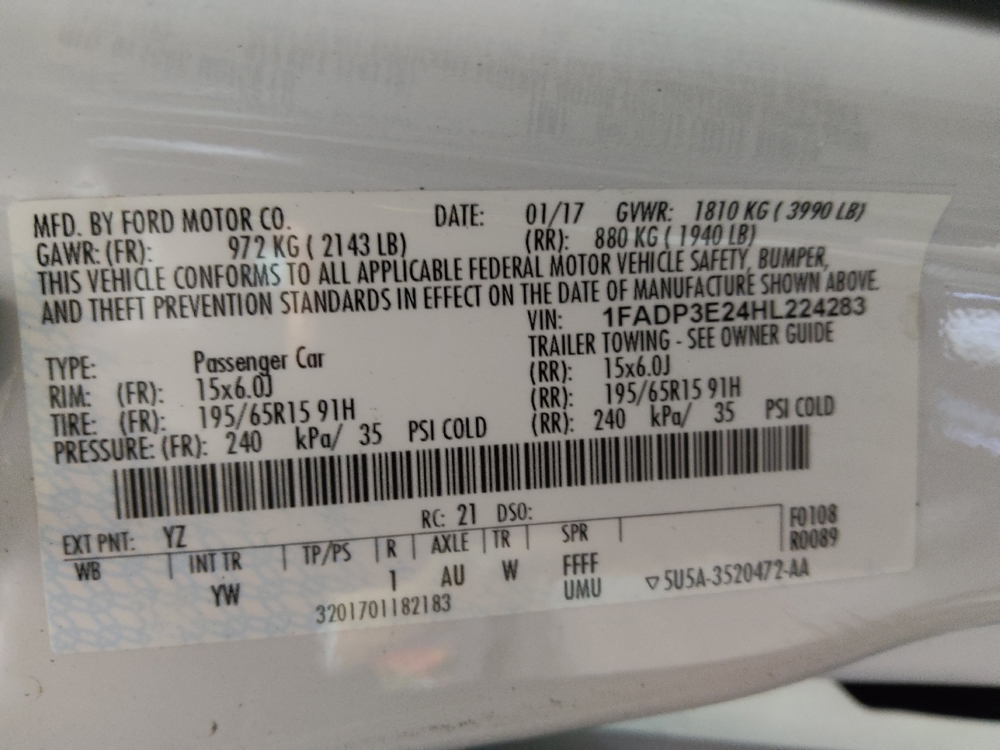 MFD. BY FORD MOTOR CO. DATE: 01/17 GVWR: 1810 KG ( 3990 LB)
GAWR: (FR): 972 KG ( 2143 LB) (RR): 880 KG ( 1940 LB)
THIS VEHICLE CONFORMS TO ALL APPLICABLE FEDERAL MOTOR VEHICLE SAFETY, BUMPER,
AND THEFT PREVENTION STANDARDS IN EFFECT ON THE DATE OF MANUFACTURE SHOWN ABOVE.
VIN: 1FADP3E24HL224283
TRAILER TOWING - SEE OWNER GUIDE
TYPE: Passenger Car
RIM: (FR): 15x6.0J (RR): 15x6.0J
TIRE: (FR): 195/65R15 91H (RR): 195/65R15 91H
PRESSURE: (FR): 240 kPa/ 35 PSI COLD (RR): 240 kPa/ 35 PSI COLD
EXT PNT: YZ RC: 21 DSO: F0108
WB INT TR TP/PS R AXLE TR SPR R0089
YW 1 AU W FFFF
UMU ▽5U5A-3520472-AA
3201701182183